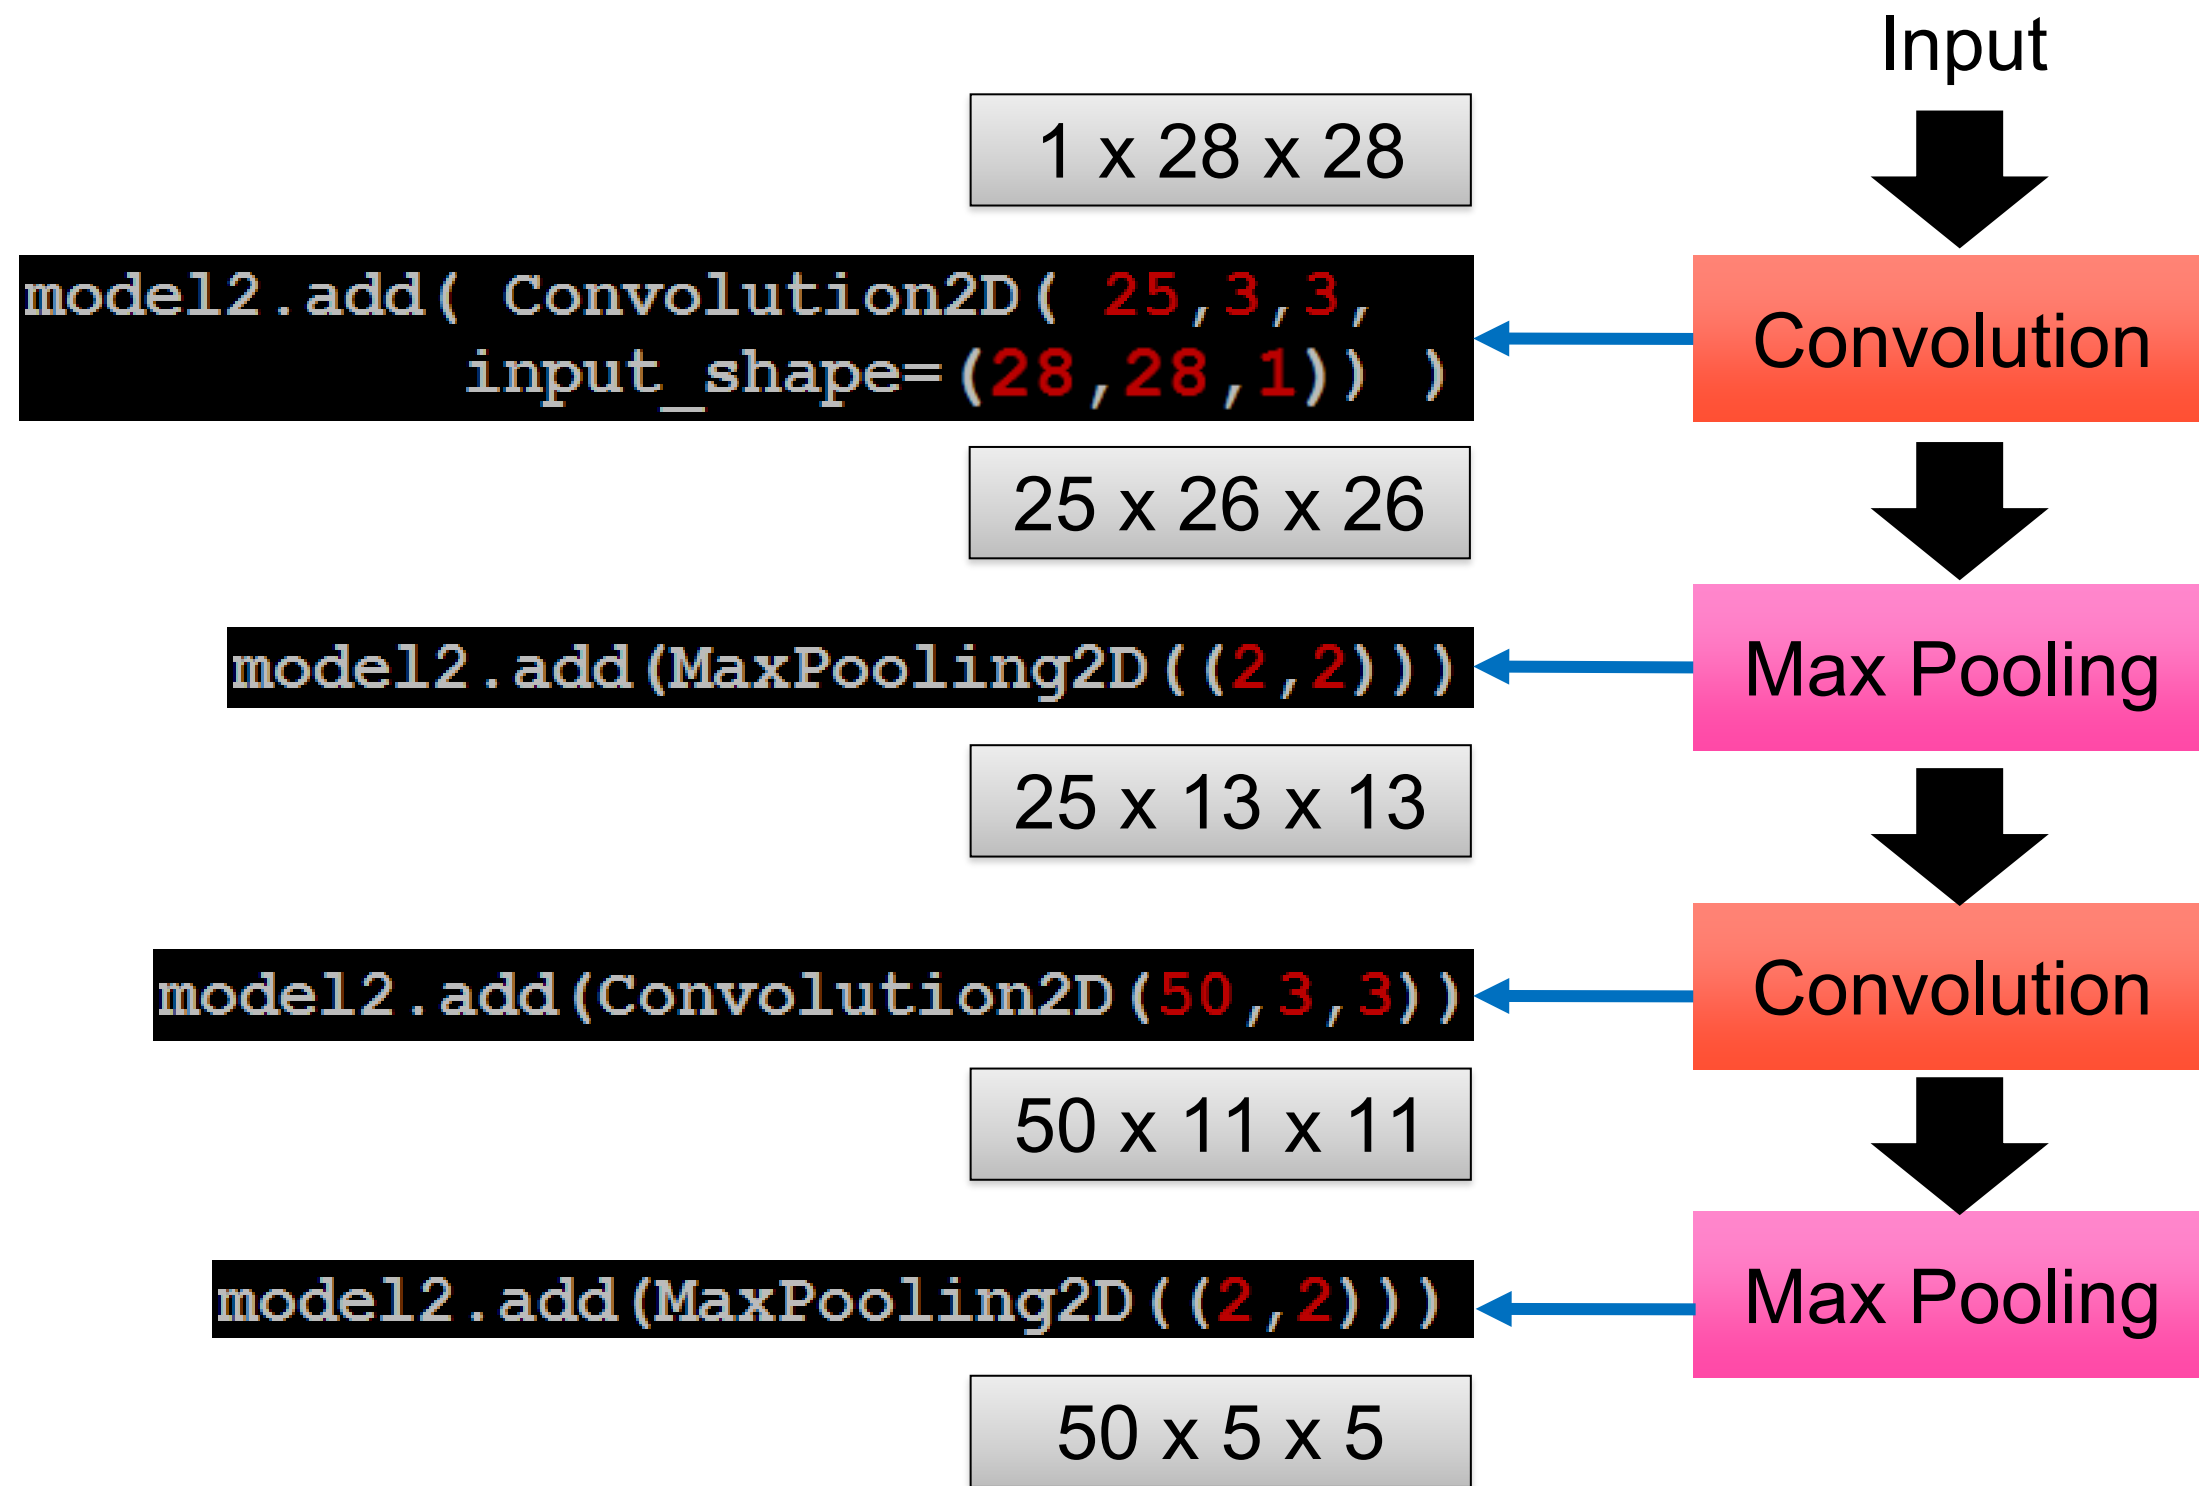 Input
1 x 28 x 28
model2.add( Convolution2D( 25,3,3,
input_shape=(28,28,1)) )
Convolution
25 x 26 x 26
model2.add(MaxPooling2D((2,2)))
Max Pooling
25 x 13 x 13
model2.add(Convolution2D(50,3,3))
Convolution
50 x 11 x 11
model2.add(MaxPooling2D((2,2)))
Max Pooling
50 x 5 x 5